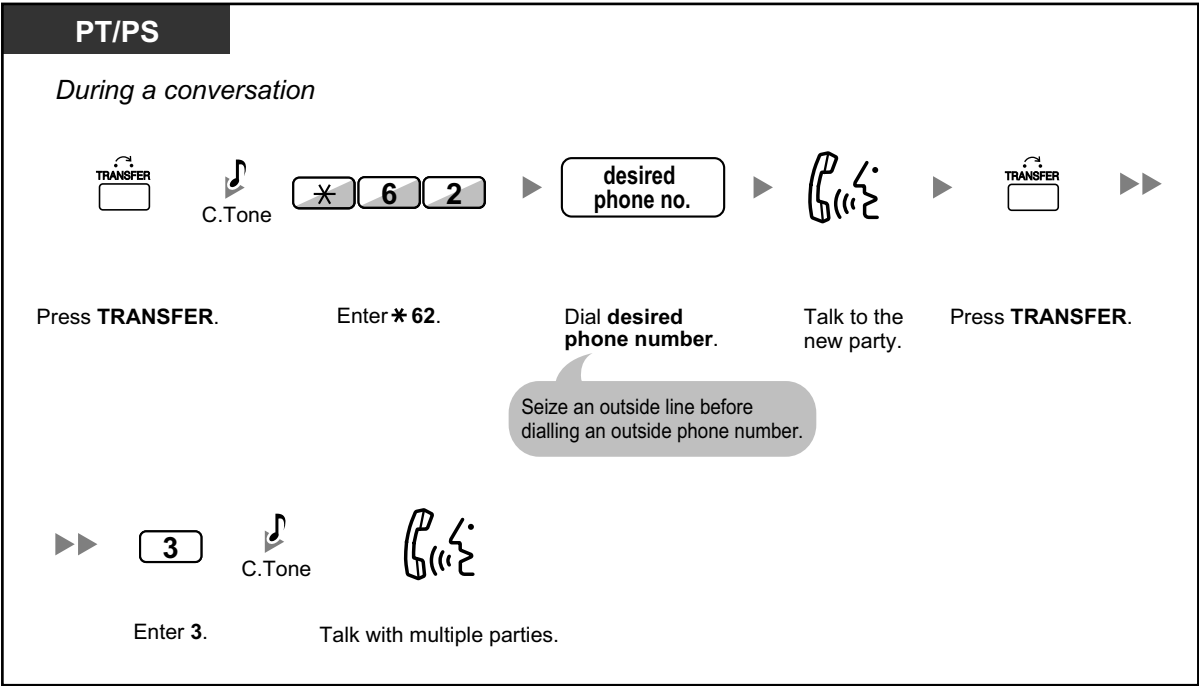 PT/PS
During a conversation
TRANSFER
C.Tone
* 6 2
desired
phone no.
TRANSFER
Press TRANSFER.
Enter * 62.
Dial desired
phone number.
Talk to the
new party.
Press TRANSFER.
Seize an outside line before
dialling an outside phone number.
3
C.Tone
Enter 3.
Talk with multiple parties.